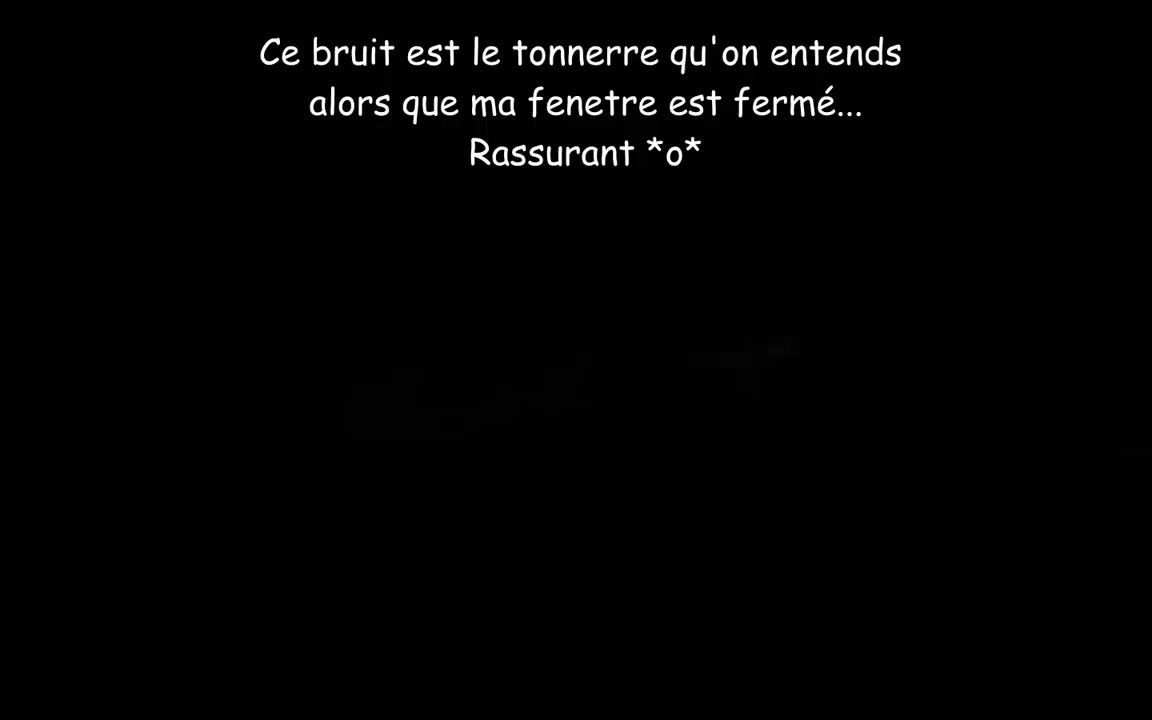 Ce bruit est le tonnerre qu'on entends
alors que ma fenetre est fermé...
Rassurant *o*